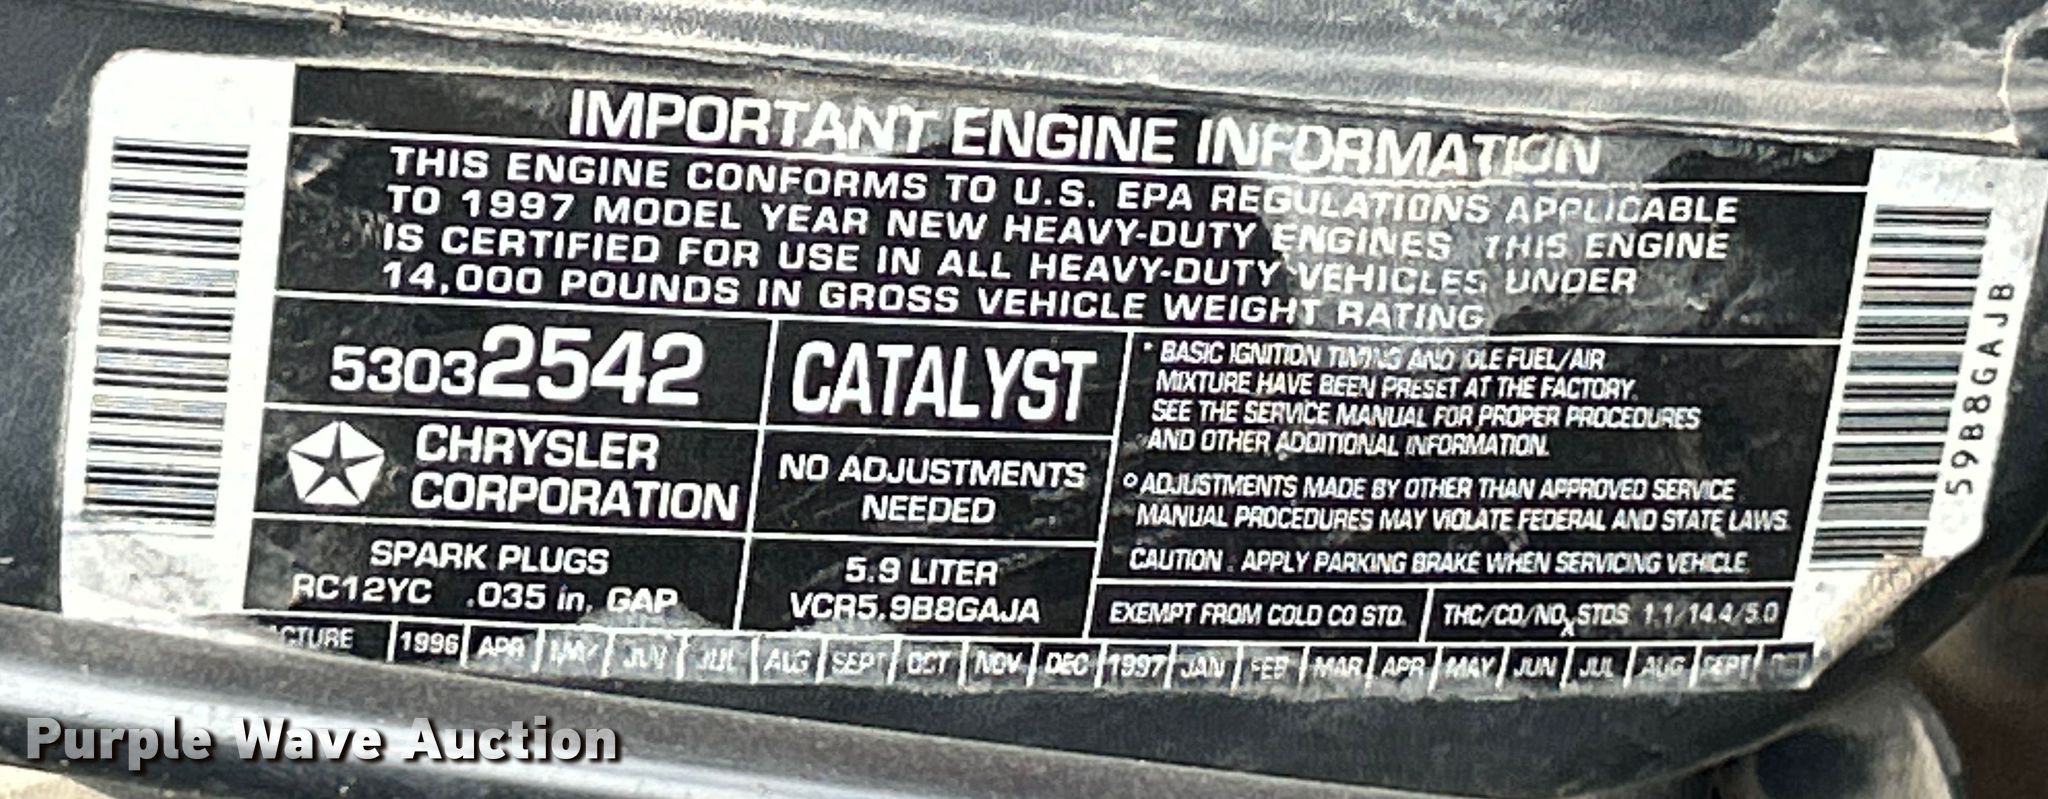 IMPORTANT ENGINE INFORMATION
THIS ENGINE CONFORMS TO U.S. EPA REGULATIONS APPLICABLE
TO 1997 MODEL YEAR NEW HEAVY-DUTY ENGINES THIS ENGINE
IS CERTIFIED FOR USE IN ALL HEAVY-DUTY VEHICLES UNDER
14,000 POUNDS IN GROSS VEHICLE WEIGHT RATING
53032542
CHRYSLER
CORPORATION
SPARK PLUGS
RC12YC .035 in. GAP
CATALYST
NO ADJUSTMENTS
NEEDED
5.9 LITER
VCR5.9B8GAJA
* BASIC IGNITION TIMING AND IDLE FUEL/AIR
MIXTURE HAVE BEEN PRESET AT THE FACTORY.
SEE THE SERVICE MANUAL FOR PROPER PROCEDURES
AND OTHER ADDITIONAL INFORMATION.
° ADJUSTMENTS MADE BY OTHER THAN APPROVED SERVICE
MANUAL PROCEDURES MAY VIOLATE FEDERAL AND STATE LAWS.
CAUTION : APPLY PARKING BRAKE WHEN SERVICING VEHICLE
EXEMPT FROM COLD CO STD.
THC/CO/NOx STDS 1.1/14.4/5.0
CTURE 1996 APR MAY JUN JUL AUG SEPT OCT NOV DEC 1997 JAN FEB MAR APR MAY JUN JUL AUG SEPT OCT
C59B8GAJB
Purple Wave Auction